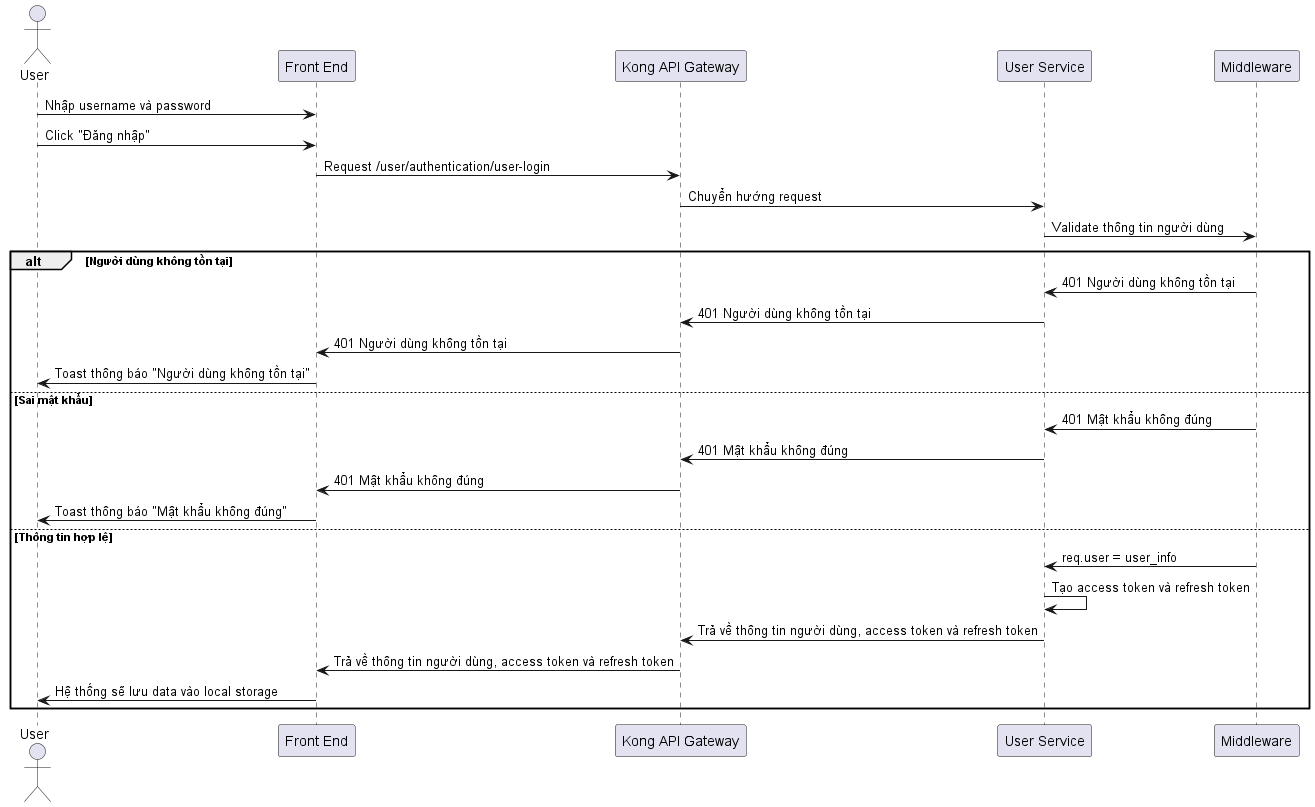 User
Front End
Kong API Gateway
User Service
Middleware
Nhập username và password
Click "Đăng nhập"
Request /user/authentication/user-login
Chuyển hướng request
Validate thông tin người dùng
alt [Người dùng không tồn tại]
401 Người dùng không tồn tại
401 Người dùng không tồn tại
401 Người dùng không tồn tại
Toast thông báo "Người dùng không tồn tại"
[Sai mật khẩu]
401 Mật khẩu không đúng
401 Mật khẩu không đúng
401 Mật khẩu không đúng
Toast thông báo "Mật khẩu không đúng"
[Thông tin hợp lệ]
req.user = user_info
Tạo access token và refresh token
Trả về thông tin người dùng, access token và refresh token
Trả về thông tin người dùng, access token và refresh token
Hệ thống sẽ lưu data vào local storage
User
Front End
Kong API Gateway
User Service
Middleware